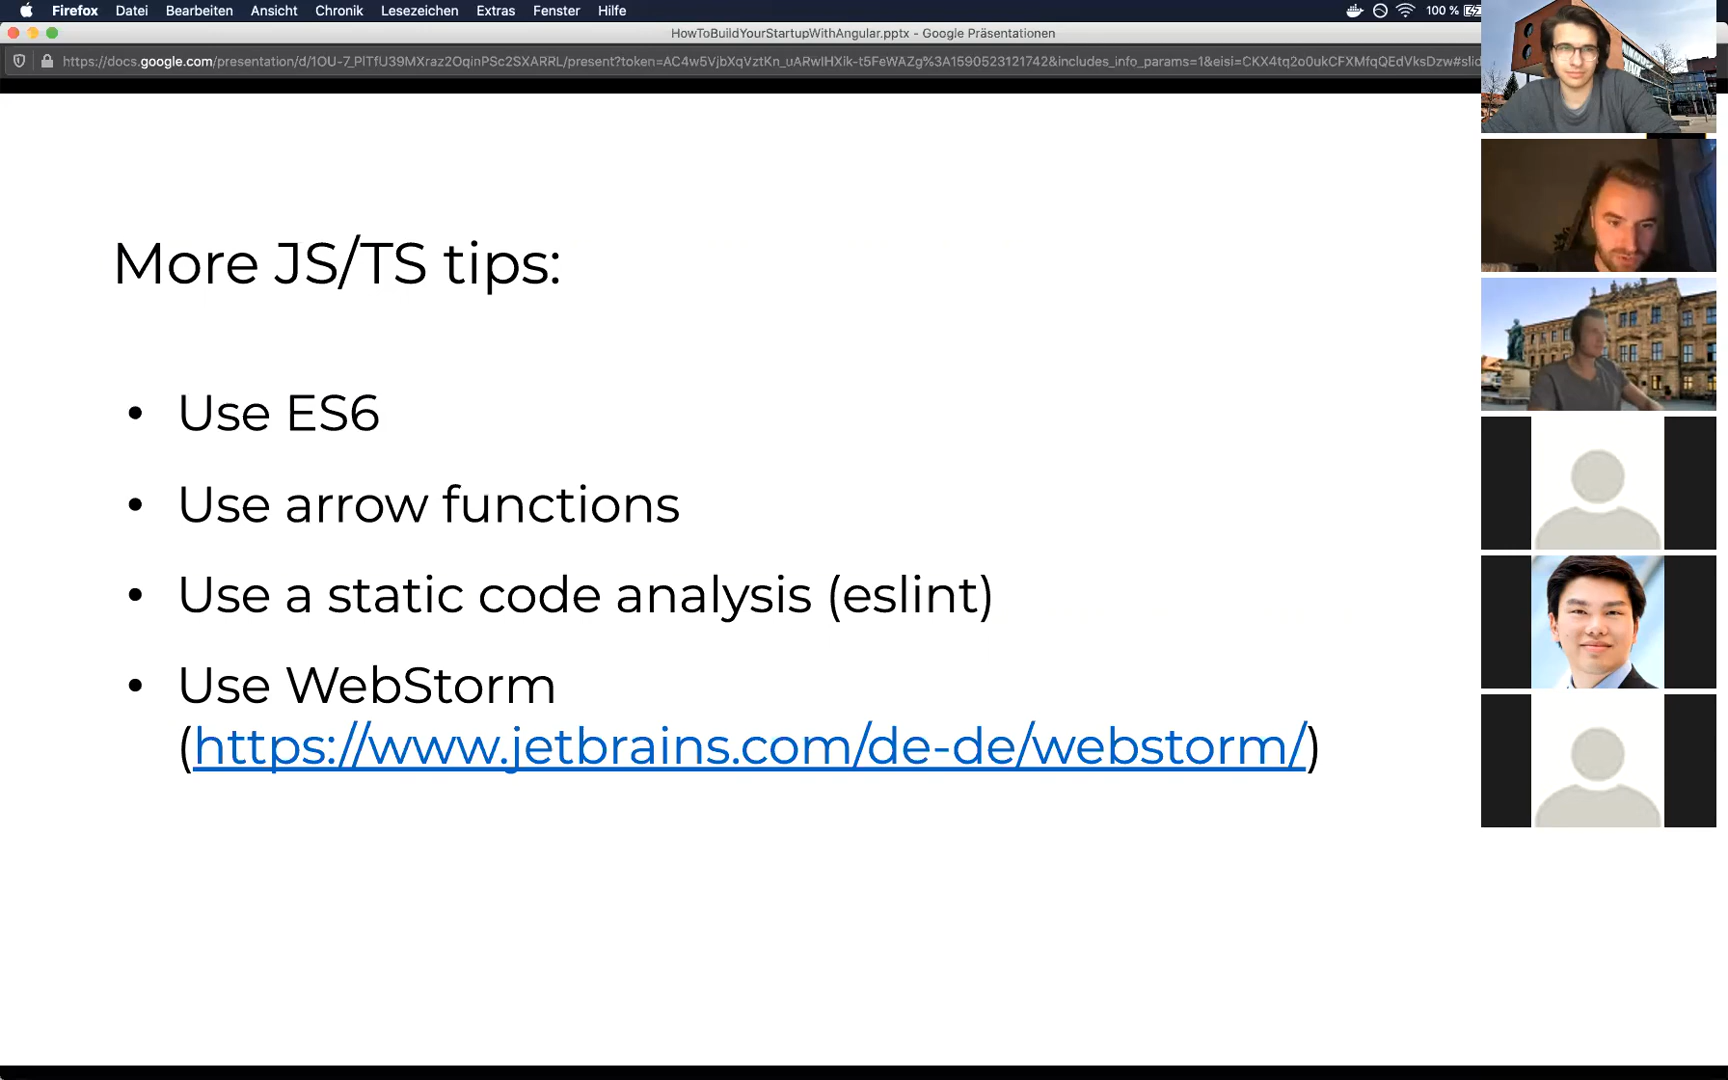 Firefox Datei Bearbeiten Ansicht Chronik Lesezeichen Extras Fenster Hilfe 100 %
HowToBuildYourStartupWithAngular.pptx - Google Präsentationen
https://docs.google.com/presentation/d/1OU-7_PlTfU39MXraz2OqinPSc2SXARRL/present?token=AC4w5VjbXqVztKn_uARwlHXik-t5FeWAZg%3A1590523121742&includes_info_params=1&eisi=CKX4tq2o0ukCFXMfqQEdVksDzw#slid
More JS/TS tips:
• Use ES6
• Use arrow functions
• Use a static code analysis (eslint)
• Use WebStorm
(https://www.jetbrains.com/de-de/webstorm/)